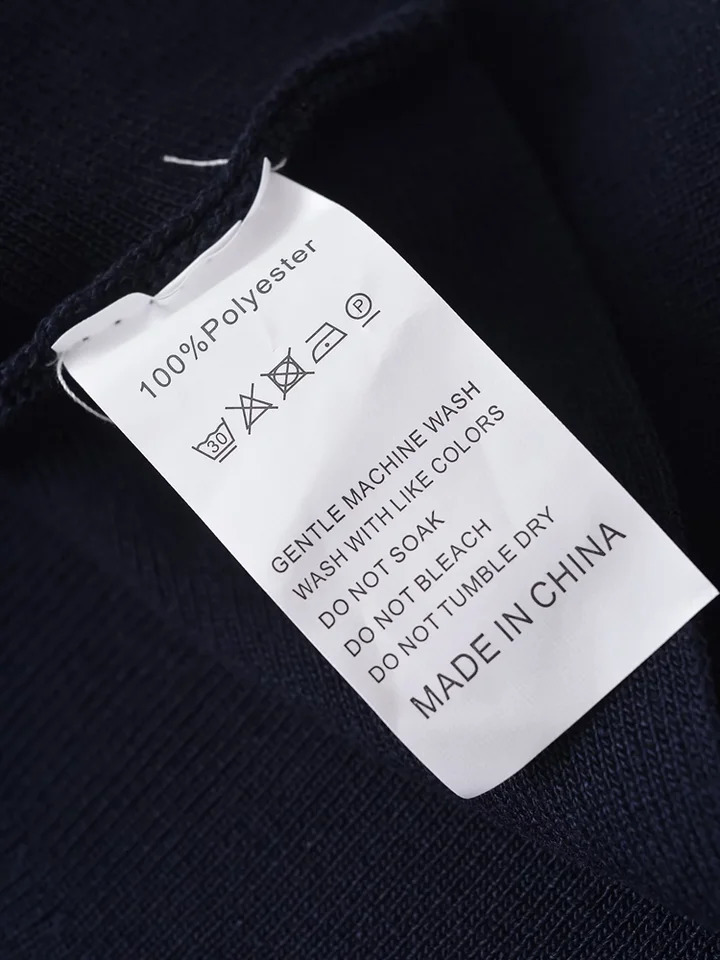 100%Polyester
30 P
GENTLE MACHINE WASH
WASH WITH LIKE COLORS
DO NOT SOAK
DO NOT BLEACH
DO NOT TUMBLE DRY
MADE IN CHINA